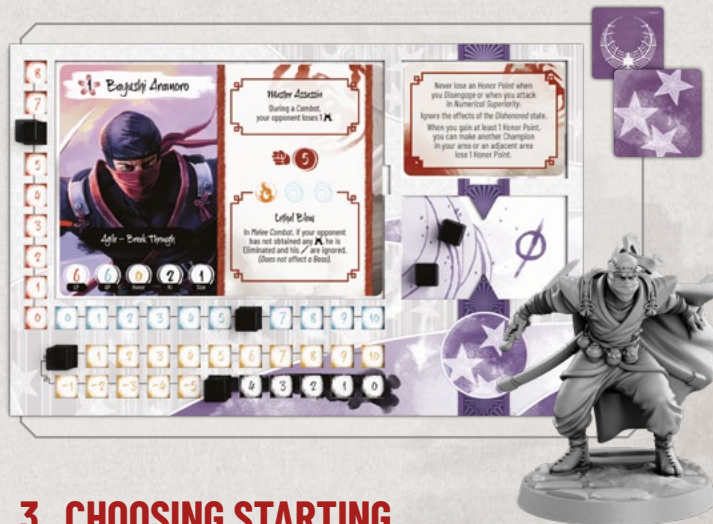 8
7
5
4
3
2
1
0
1
Bayushi Aramoro
Agile – Break Through
6 6 0 2 1
LP AP Honor Ki Size
Master Assassin
During a Combat,
your opponent loses 1
5
Lethal Blow
In Melee Combat, if your opponent
has not obtained any , he is
Eliminated and his are ignored.
(Does not affect a Boss).
Never lose an Honor Point when
you Disengage or when you attack
in Numerical Superiority.
Ignore the effects of the Dishonored state.
When you gain at least 1 Honor Point,
you can make another Champion
in your area or an adjacent area
lose 1 Honor Point.
0 1 2 3 4 5 7 8 9 10
1 2 3 4 5 6 7 8 9 10
-1 -2 -3 -4 -5 4 3 2 1 0
3. CHOOSING STARTING